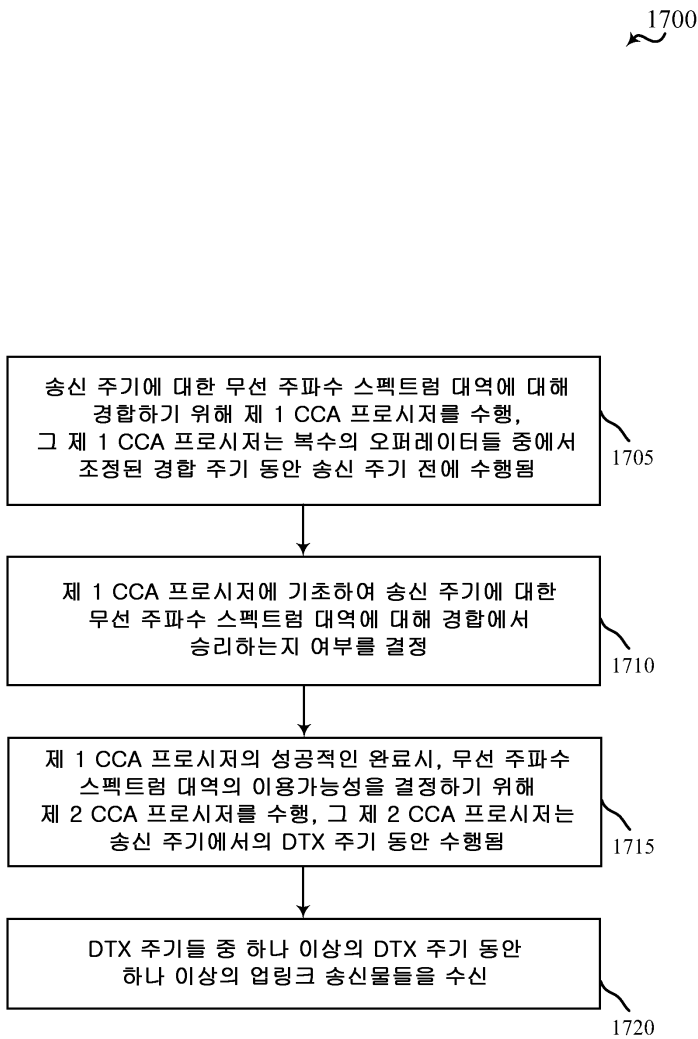 1700
송신 주기에 대한 무선 주파수 스펙트럼 대역에 대해
경합하기 위해 제 1 CCA 프로시저를 수행,
그 제 1 CCA 프로시저는 복수의 오퍼레이터들 중에서
조정된 경합 주기 동안 송신 주기 전에 수행됨
1705
제 1 CCA 프로시저에 기초하여 송신 주기에 대한
무선 주파수 스펙트럼 대역에 대해 경합에서
승리하는지 여부를 결정
1710
제 1 CCA 프로시저의 성공적인 완료시, 무선 주파수
스펙트럼 대역의 이용가능성을 결정하기 위해
제 2 CCA 프로시저를 수행, 그 제 2 CCA 프로시저는
송신 주기에서의 DTX 주기 동안 수행됨
1715
DTX 주기들 중 하나 이상의 DTX 주기 동안
하나 이상의 업링크 송신물들을 수신
1720